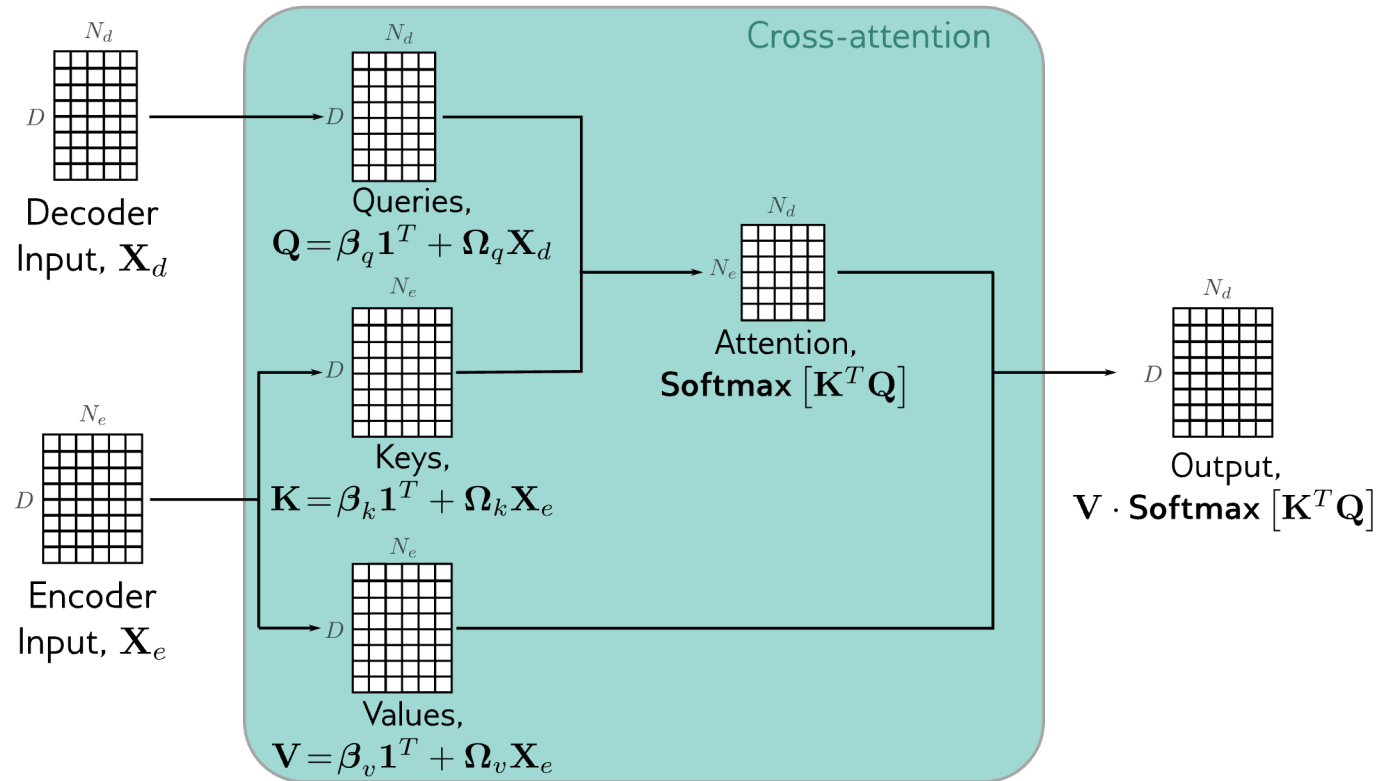 Cross-attention
N_d
D
Decoder
Input, X_d
N_d
D
Queries,
Q = β_q 1^T + Ω_q X_d
N_e
D
Keys,
K = β_k 1^T + Ω_k X_e
N_e
D
Encoder
Input, X_e
N_e
D
Values,
V = β_v 1^T + Ω_v X_e
N_d
N_e
Attention,
Softmax [K^T Q]
N_d
D
Output,
V · Softmax [K^T Q]